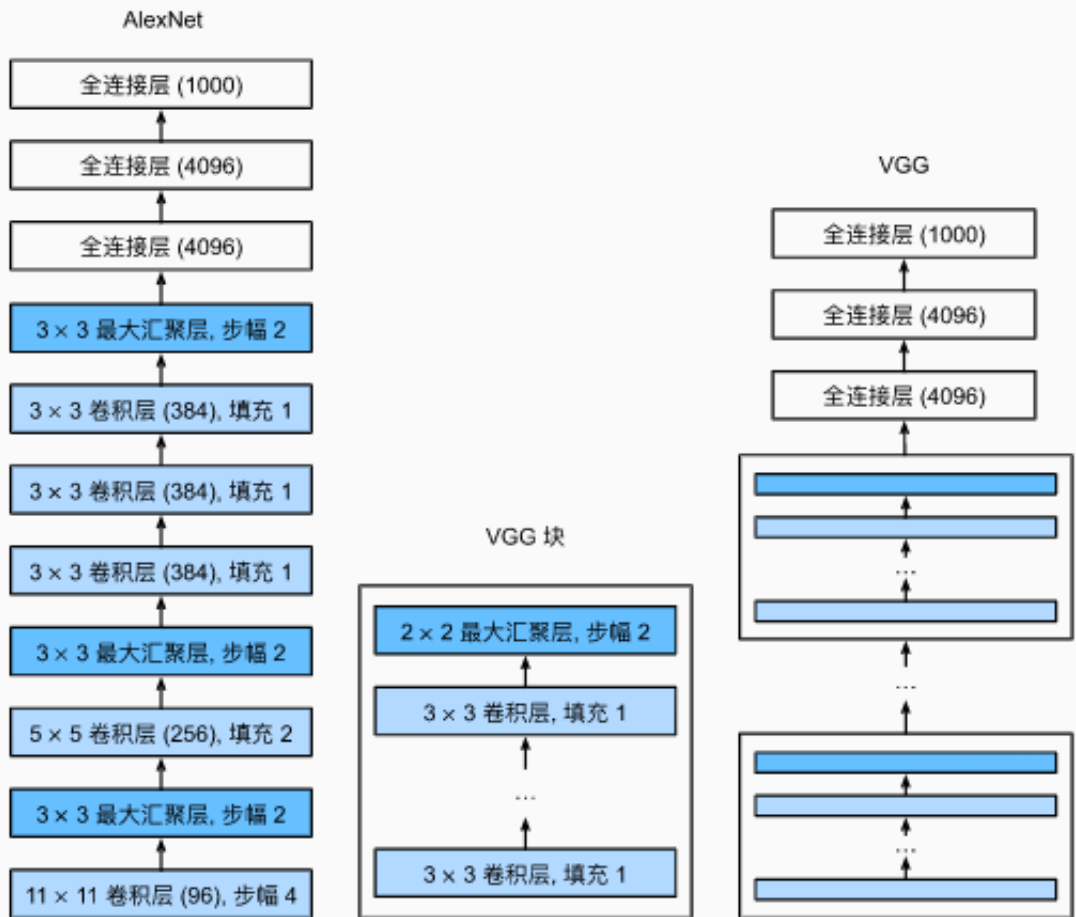 AlexNet
全连接层 (1000)
全连接层 (4096)
全连接层 (4096)
3 × 3 最大汇聚层, 步幅 2
3 × 3 卷积层 (384), 填充 1
3 × 3 卷积层 (384), 填充 1
3 × 3 卷积层 (384), 填充 1
3 × 3 最大汇聚层, 步幅 2
5 × 5 卷积层 (256), 填充 2
3 × 3 最大汇聚层, 步幅 2
11 × 11 卷积层 (96), 步幅 4
VGG 块
2 × 2 最大汇聚层, 步幅 2
3 × 3 卷积层, 填充 1
...
3 × 3 卷积层, 填充 1
VGG
全连接层 (1000)
全连接层 (4096)
全连接层 (4096)
...
...
...